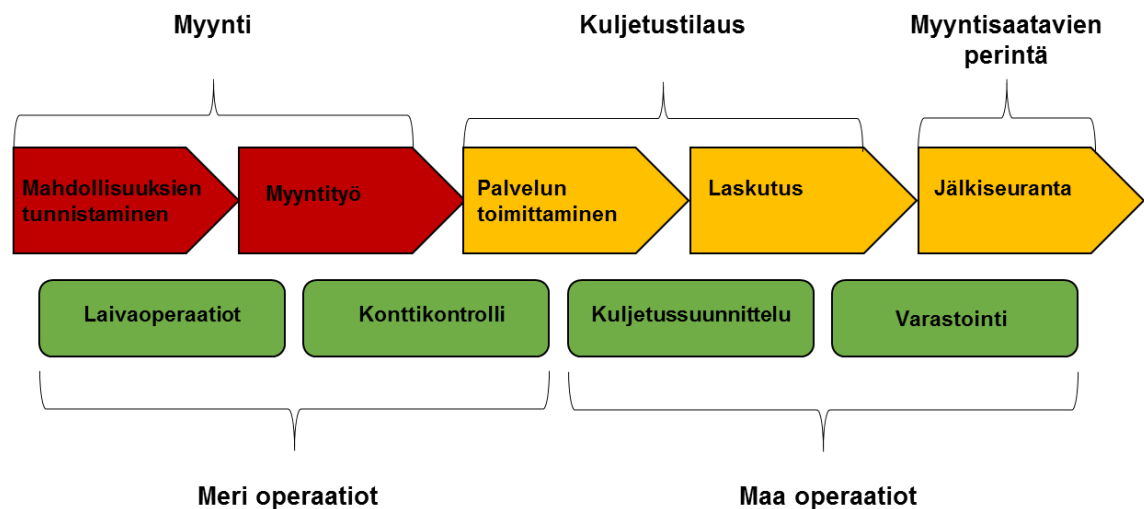 Myynti
Kuljetustilaus
Myyntisaatavien
perintä
Mahdollisuuksien
tunnistaminen
Myyntityö
Palvelun
toimittaminen
Laskutus
Jälkiseuranta
Laivaoperaatiot
Konttikontrolli
Kuljetussuunnittelu
Varastointi
Meri operaatiot
Maa operaatiot